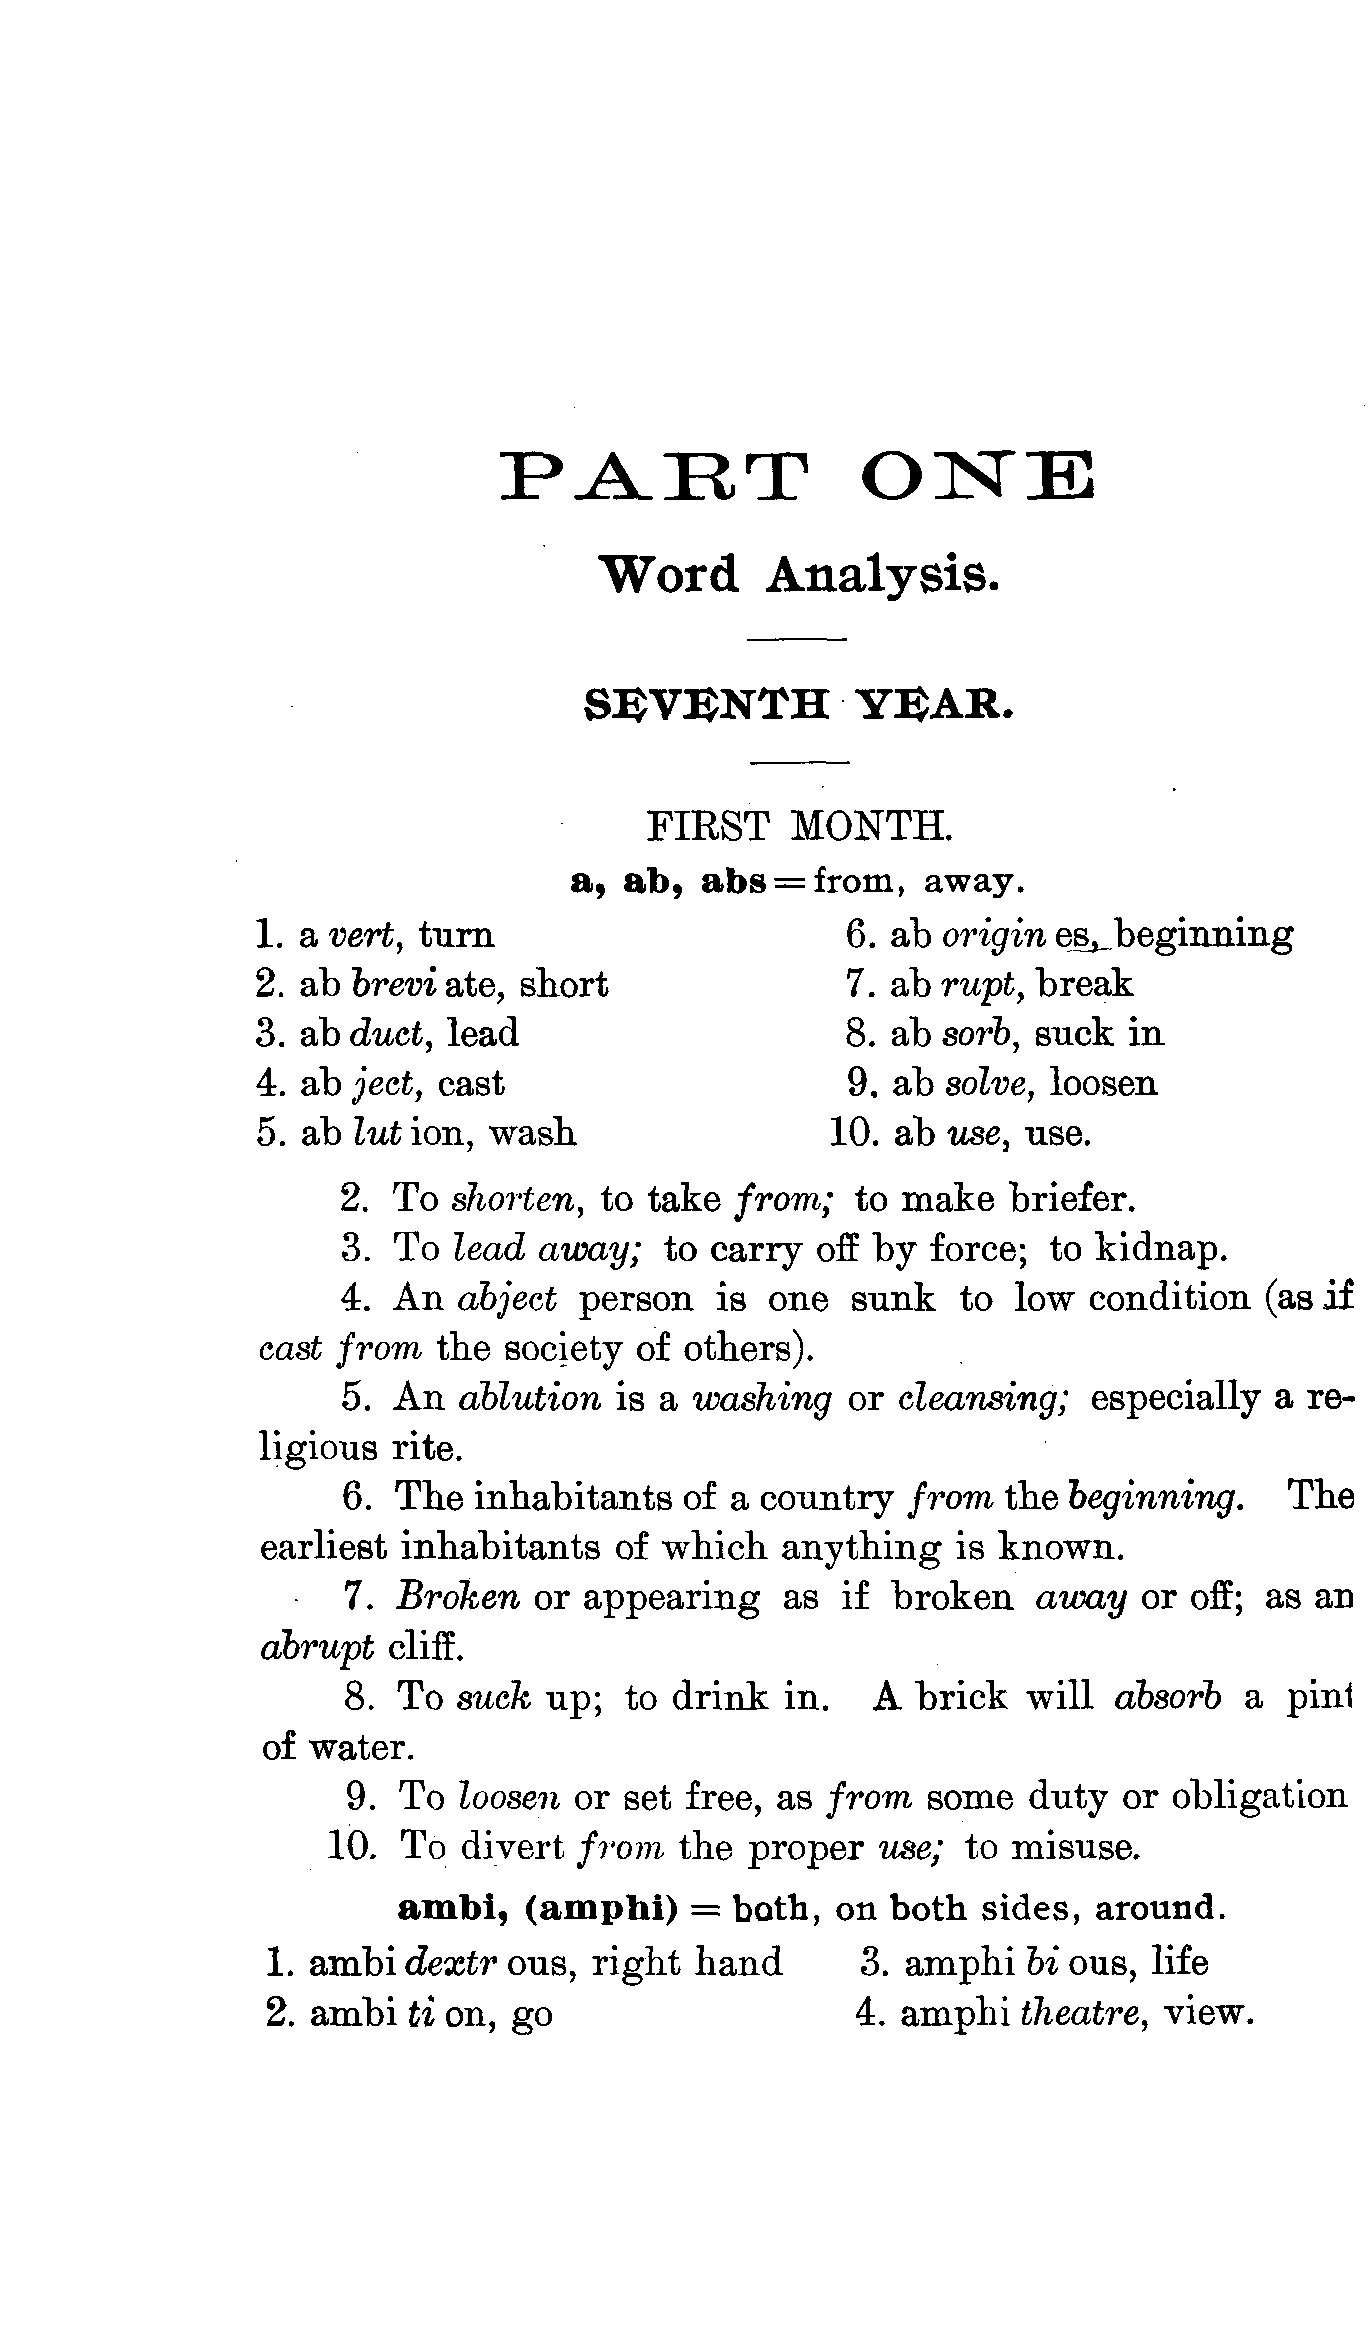 PART ONE
Word Analysis.
SEVENTH YEAR.
FIRST MONTH.
a, ab, abs = from, away.
1. a vert, turn
2. ab brevi ate, short
3. ab duct, lead
4. ab ject, cast
5. ab lut ion, wash
6. ab origin es, beginning
7. ab rupt, break
8. ab sorb, suck in
9. ab solve, loosen
10. ab use, use.
2. To shorten, to take from; to make briefer.
3. To lead away; to carry off by force; to kidnap.
4. An abject person is one sunk to low condition (as if
cast from the society of others).
5. An ablution is a washing or cleansing; especially a re-
ligious rite.
6. The inhabitants of a country from the beginning. The
earliest inhabitants of which anything is known.
7. Broken or appearing as if broken away or off; as an
abrupt cliff.
8. To suck up; to drink in. A brick will absorb a pint
of water.
9. To loosen or set free, as from some duty or obligation
10. To divert from the proper use; to misuse.
ambi, (amphi) = both, on both sides, around.
1. ambi dextr ous, right hand
2. ambi ti on, go
3. amphi bi ous, life
4. amphi theatre, view.